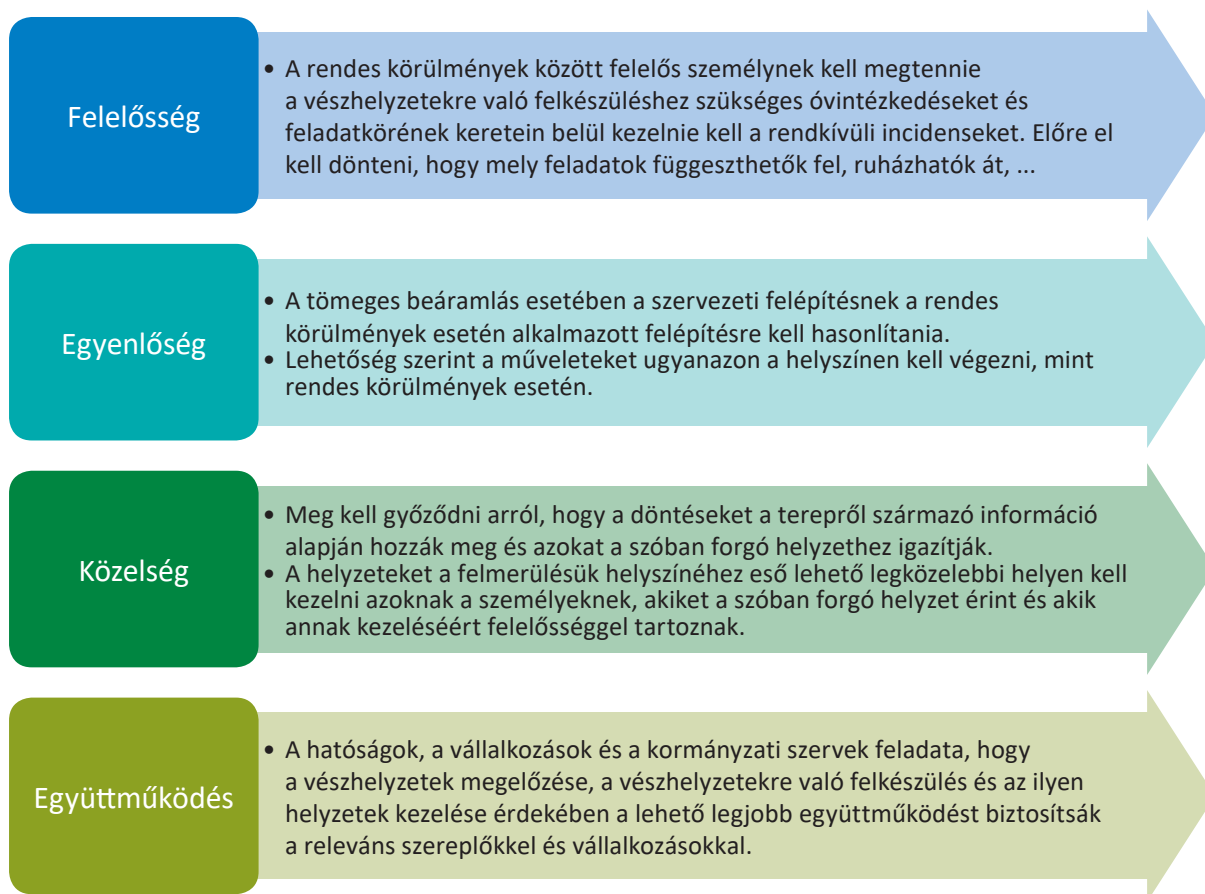 Felelősség
• A rendes körülmények között felelős személynek kell megtennie
a vészhelyzetekre való felkészüléshez szükséges óvintézkedéseket és
feladatkörének keretein belül kezelnie kell a rendkívüli incidenseket. Előre el
kell dönteni, hogy mely feladatok függeszthetők fel, ruházhatók át, ...
Egyenlőség
• A tömeges beáramlás esetében a szervezeti felépítésnek a rendes
körülmények esetén alkalmazott felépítésre kell hasonlítania.
• Lehetőség szerint a műveleteket ugyanazon a helyszínen kell végezni, mint
rendes körülmények esetén.
Közelség
• Meg kell győződni arról, hogy a döntéseket a terepről származó információ
alapján hozzák meg és azokat a szóban forgó helyzethez igazítják.
• A helyzeteket a felmerülésük helyszínéhez eső lehető legközelebbi helyen kell
kezelni azoknak a személyeknek, akiket a szóban forgó helyzet érint és akik
annak kezeléséért felelősséggel tartoznak.
Együttműködés
• A hatóságok, a vállalkozások és a kormányzati szervek feladata, hogy
a vészhelyzetek megelőzése, a vészhelyzetekre való felkészülés és az ilyen
helyzetek kezelése érdekében a lehető legjobb együttműködést biztosítsák
a releváns szereplőkkel és vállalkozásokkal.